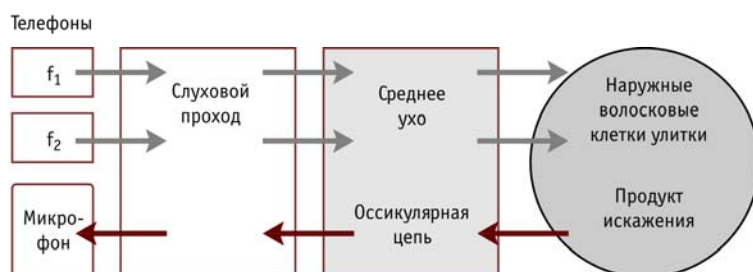 Телефоны
f₁
f₂
Микро-
фон
Слуховой
проход
Среднее
ухо
Оссикулярная
цепь
Наружные
волосковые
клетки улитки
Продукт
искажения